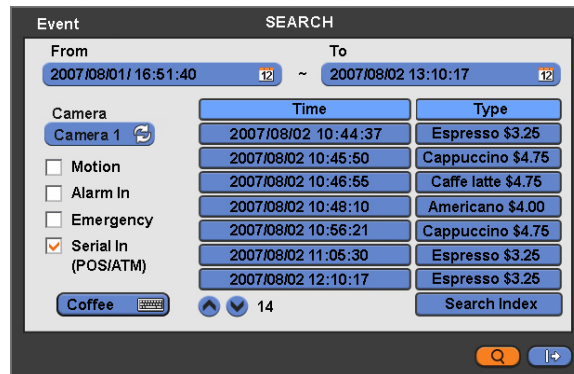 Event SEARCH
From To
2007/08/01/ 16:51:40 12 ~ 2007/08/02 13:10:17 12
Camera
Camera 1
Motion
Alarm In
Emergency
Serial In
(POS/ATM)
Coffee
Time Type
2007/08/02 10:44:37 Espresso $3.25
2007/08/02 10:45:50 Cappuccino $4.75
2007/08/02 10:46:55 Caffe latte $4.75
2007/08/02 10:48:10 Americano $4.00
2007/08/02 10:56:21 Cappuccino $4.75
2007/08/02 11:05:30 Espresso $3.25
2007/08/02 12:10:17 Espresso $3.25
14 Search Index